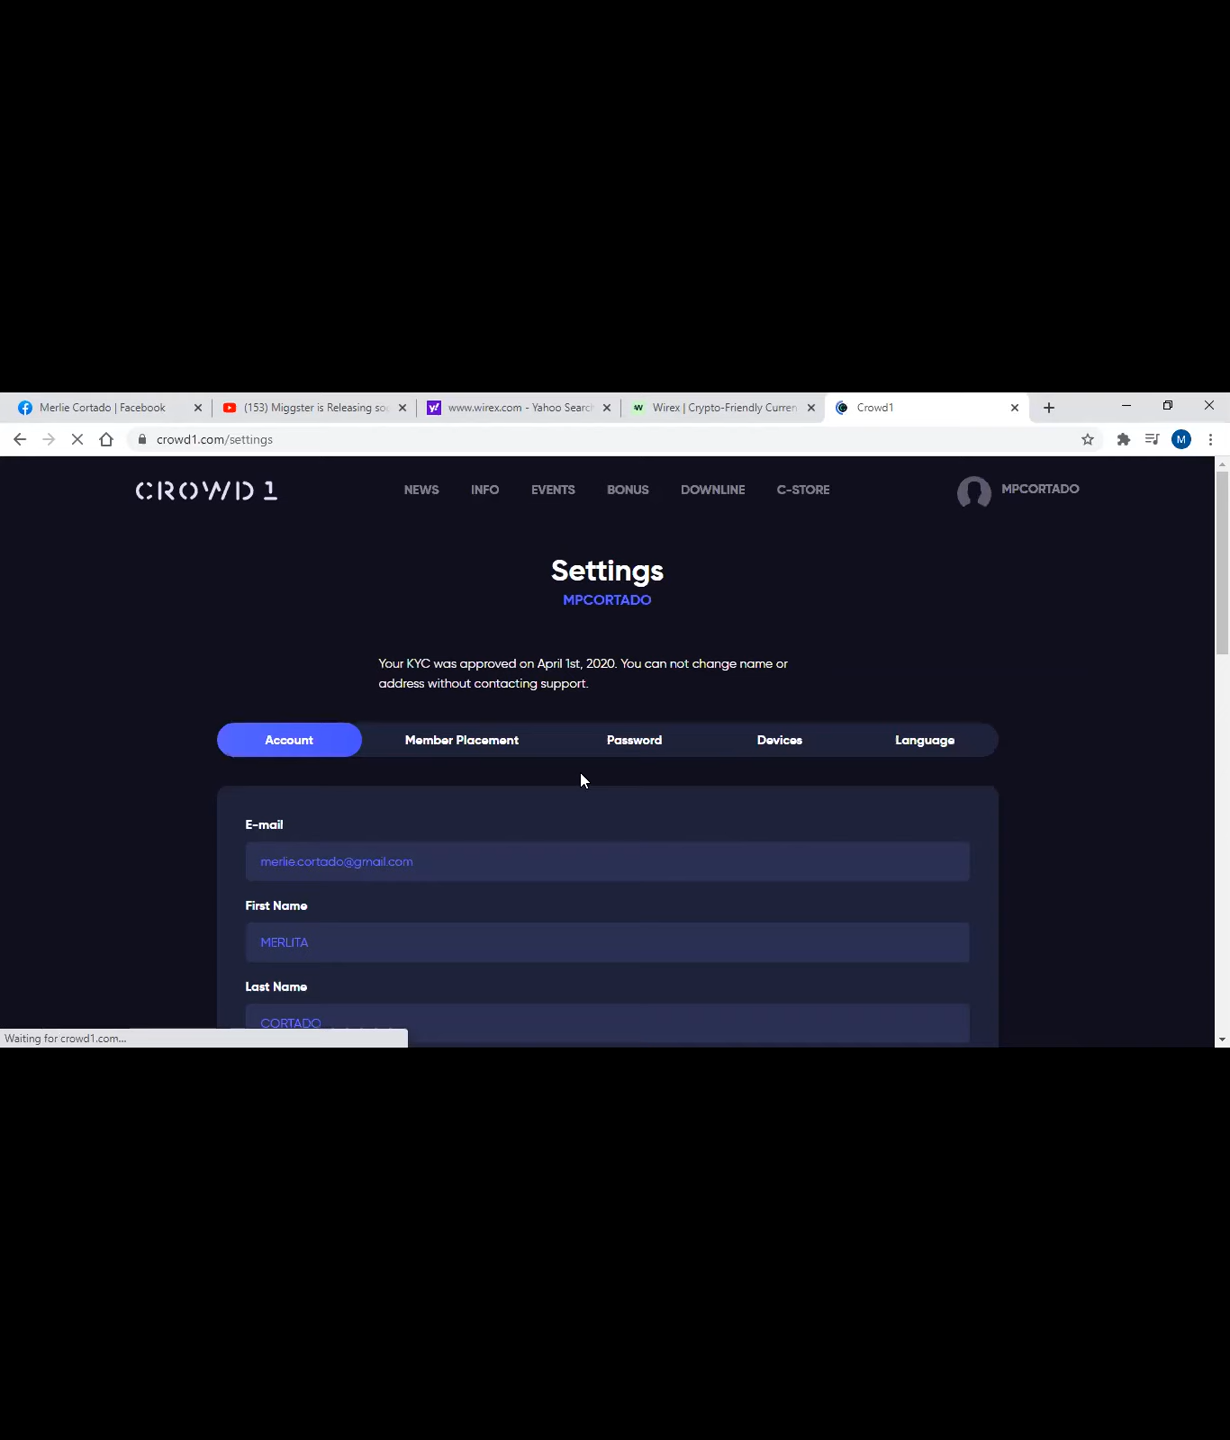 Merlie Cortado | Facebook
(153) Miggster is Releasing so
www.wirex.com - Yahoo Search
Wirex | Crypto-Friendly Curren
Crowd1
crowd1.com/settings
M
CROWD 1
NEWS
INFO
EVENTS
BONUS
DOWNLINE
C-STORE
MPCORTADO
Settings
MPCORTADO
Your KYC was approved on April 1st, 2020. You can not change name or
address without contacting support.
Account
Member Placement
Password
Devices
Language
E-mail
merlie.cortado@gmail.com
First Name
MERLITA
Last Name
CORTADO
Waiting for crowd1.com...